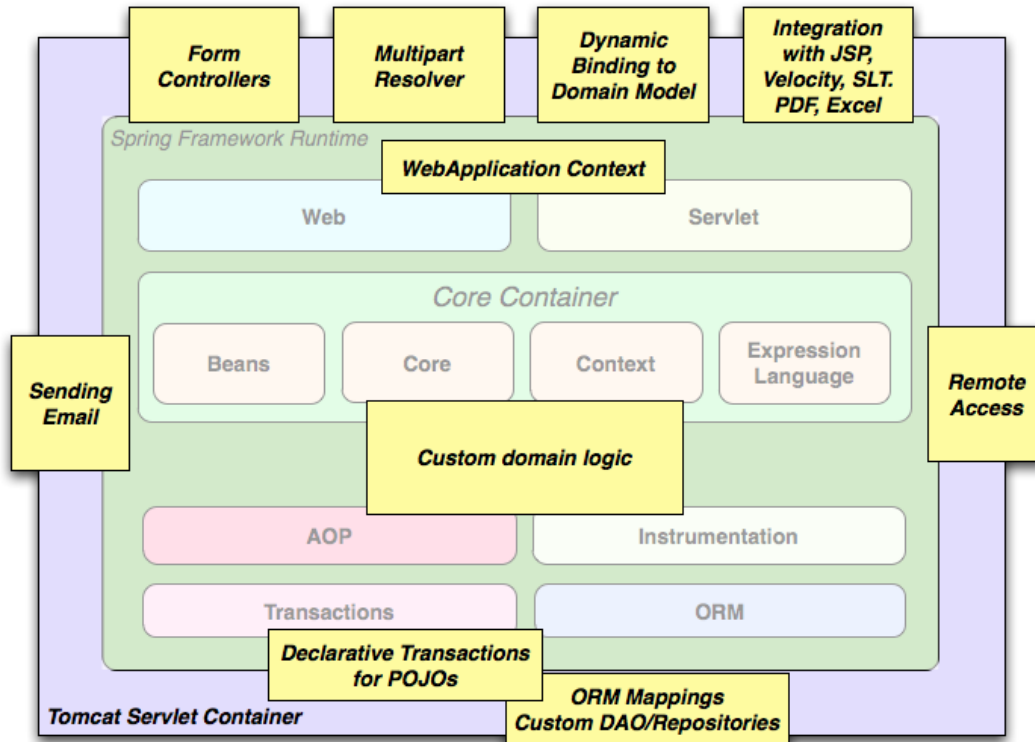 Form
Controllers
Multipart
Resolver
Dynamic
Binding to
Domain Model
Integration
with JSP,
Velocity, SLT.
PDF, Excel
Spring Framework Runtime
WebApplication Context
Web
Servlet
Core Container
Beans
Core
Context
Expression
Language
Sending
Email
Remote
Access
Custom domain logic
AOP
Instrumentation
Transactions
ORM
Declarative Transactions
for POJOs
ORM Mappings
Custom DAO/Repositories
Tomcat Servlet Container